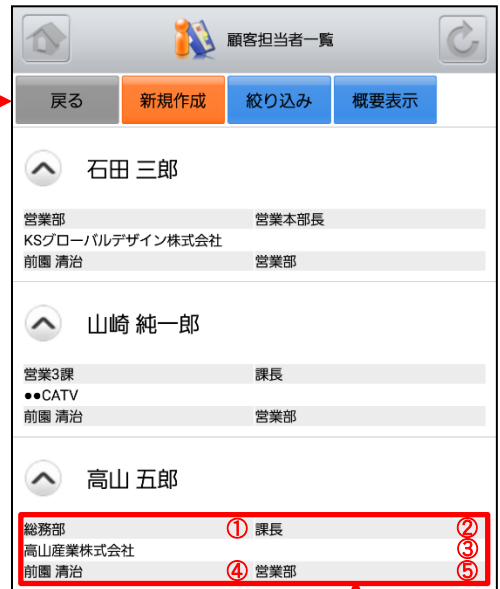 顧客担当者一覧
戻る 新規作成 絞り込み 概要表示
石田 三郎
営業部 営業本部長
KSグローバルデザイン株式会社
前園 清治 営業部
山崎 純一郎
営業3課 課長
●●CATV
前園 清治 営業部
高山 五郎
総務部 ① 課長 ②
高山産業株式会社 ③
前園 清治 ④ 営業部 ⑤